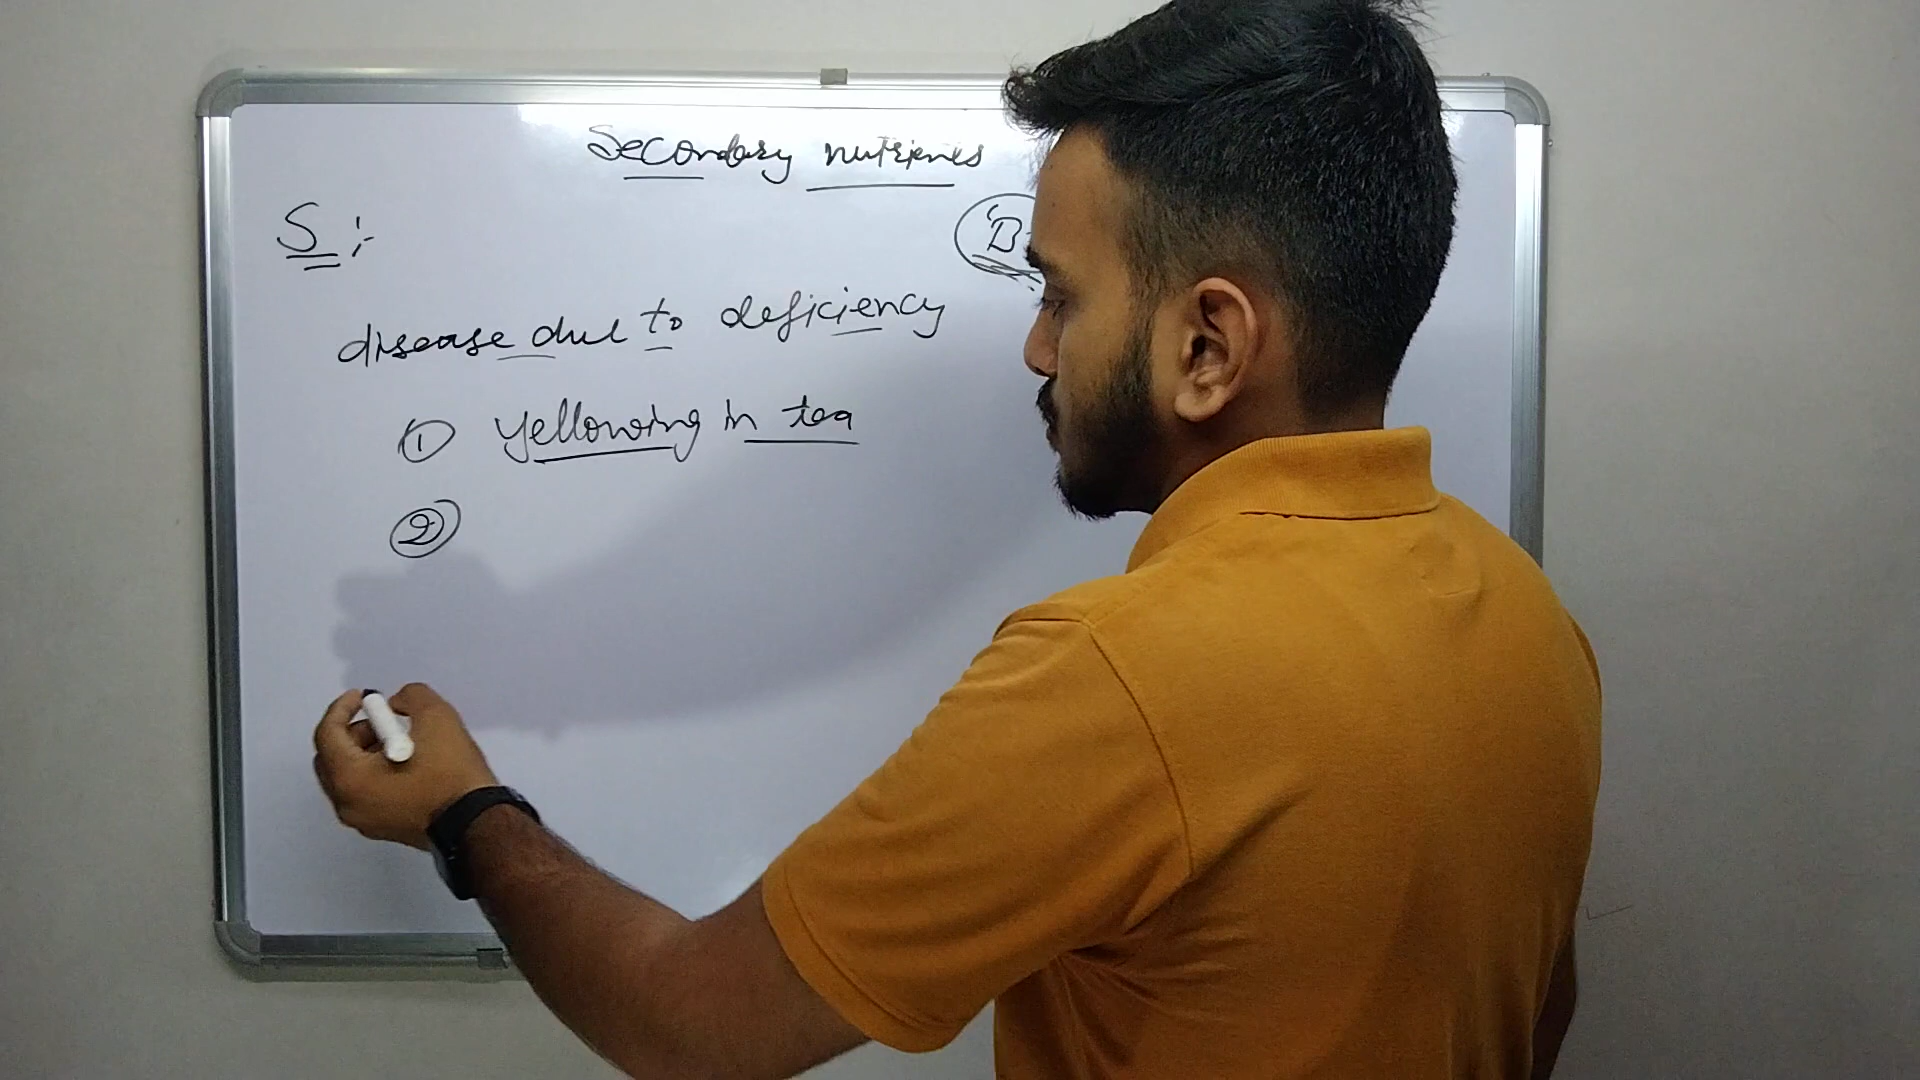 Secondary nutrients
S :-
'B-
disease due to deficiency
① yellowing in tea
②